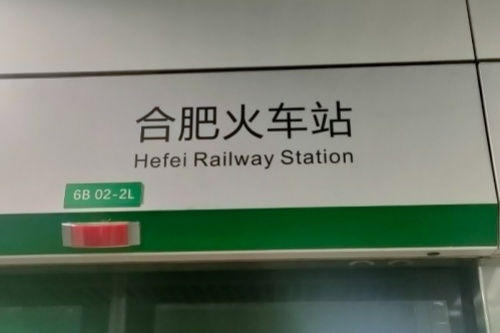 合肥火车站
Hefei Railway Station
6B 02-2L